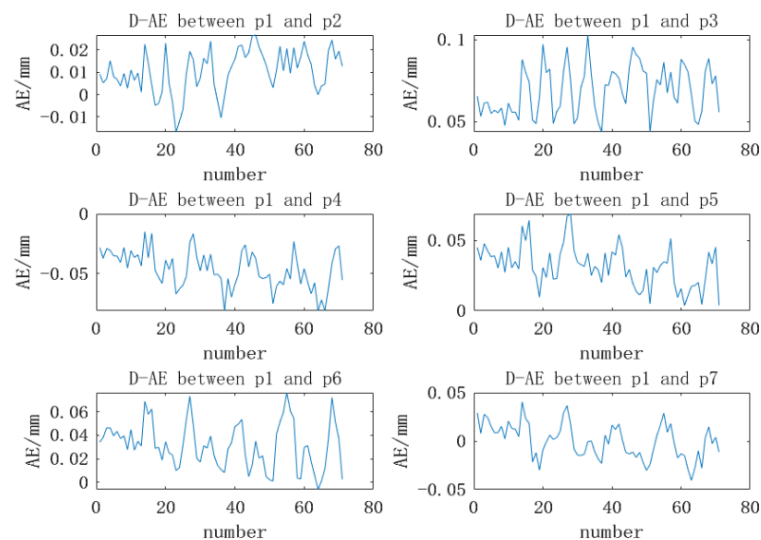 D-AE between p1 and p2
0.02
0.01
0
-0.01
AE/mm
0 20 40 60 80
number
D-AE between p1 and p3
0.1
0.05
AE/mm
0 20 40 60 80
number
D-AE between p1 and p4
0
-0.05
AE/mm
0 20 40 60 80
number
D-AE between p1 and p5
0.05
0
AE/mm
0 20 40 60 80
number
D-AE between p1 and p6
0.06
0.04
0.02
0
AE/mm
0 20 40 60 80
number
D-AE between p1 and p7
0.05
0
-0.05
AE/mm
0 20 40 60 80
number